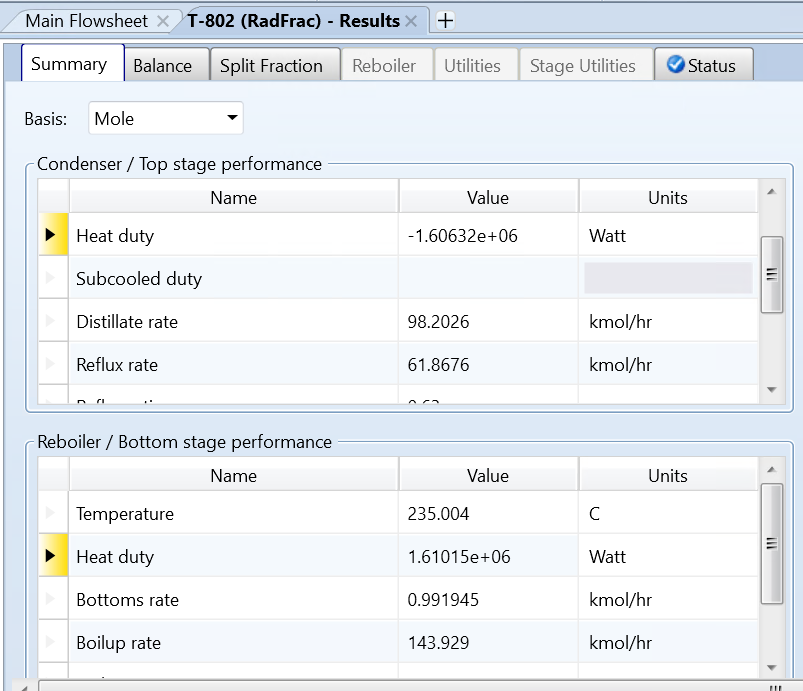 Main Flowsheet × T-802 (RadFrac) - Results × +
Summary Balance Split Fraction Reboiler Utilities Stage Utilities Status
Basis: Mole
Condenser / Top stage performance
Name Value Units
Heat duty -1.60632e+06 Watt
Subcooled duty
Distillate rate 98.2026 kmol/hr
Reflux rate 61.8676 kmol/hr
Reboiler / Bottom stage performance
Name Value Units
Temperature 235.004 C
Heat duty 1.61015e+06 Watt
Bottoms rate 0.991945 kmol/hr
Boilup rate 143.929 kmol/hr